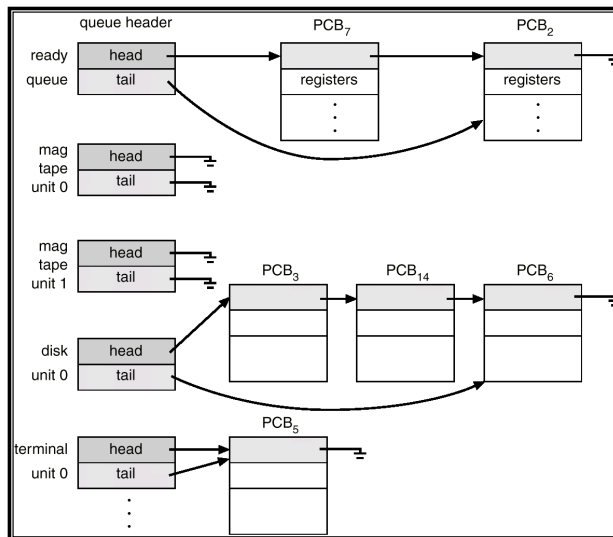 queue header PCB7 PCB2
ready head
queue tail registers registers
mag head
tape
unit 0 tail
mag head
tape
unit 1 tail
PCB3 PCB14 PCB6
disk head
unit 0 tail
PCB5
terminal head
unit 0 tail